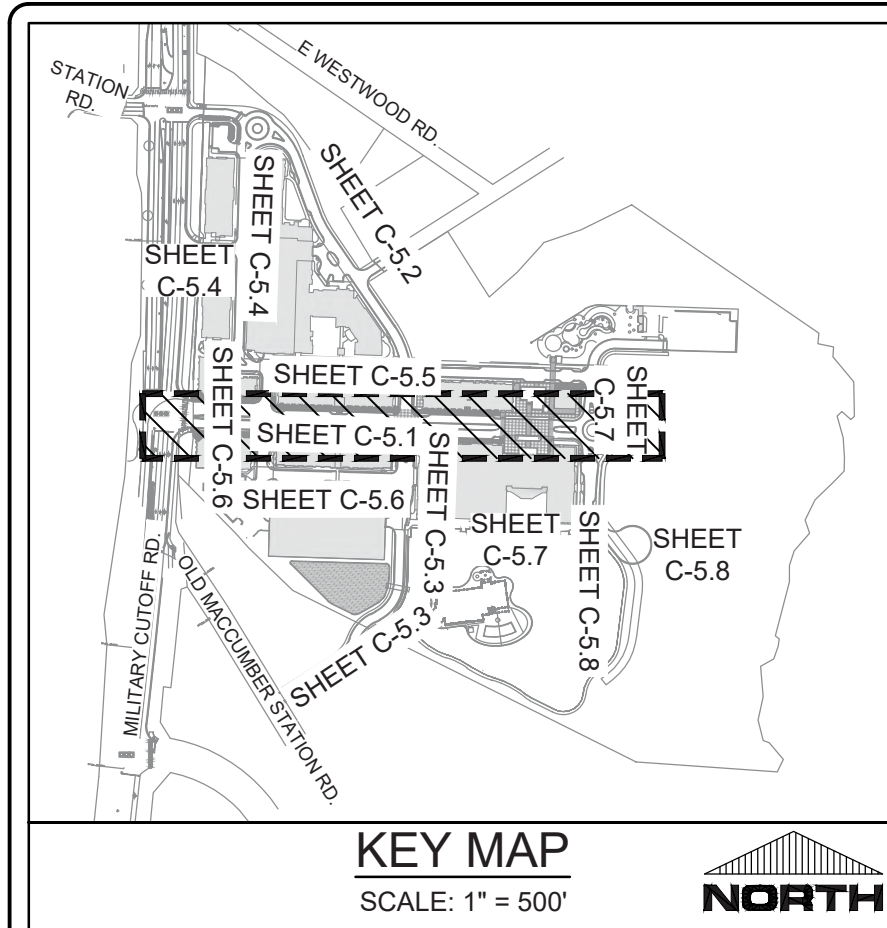 E WESTWOOD RD.
STATION
RD.
SHEET C-5.2
SHEET C-5.4
SHEET
C-5.4
SHEET C-5.5
SHEET
C-5.7
SHEET C-5.1
SHEET C-5.6
SHEET C-5.6
SHEET C-5.3
SHEET
C-5.7
SHEET C-5.8
SHEET
C-5.8
SHEET C-5.3
MILITARY CUTOFF RD.
OLD MACCUMBER STATION RD.
KEY MAP
SCALE: 1" = 500'
NORTH